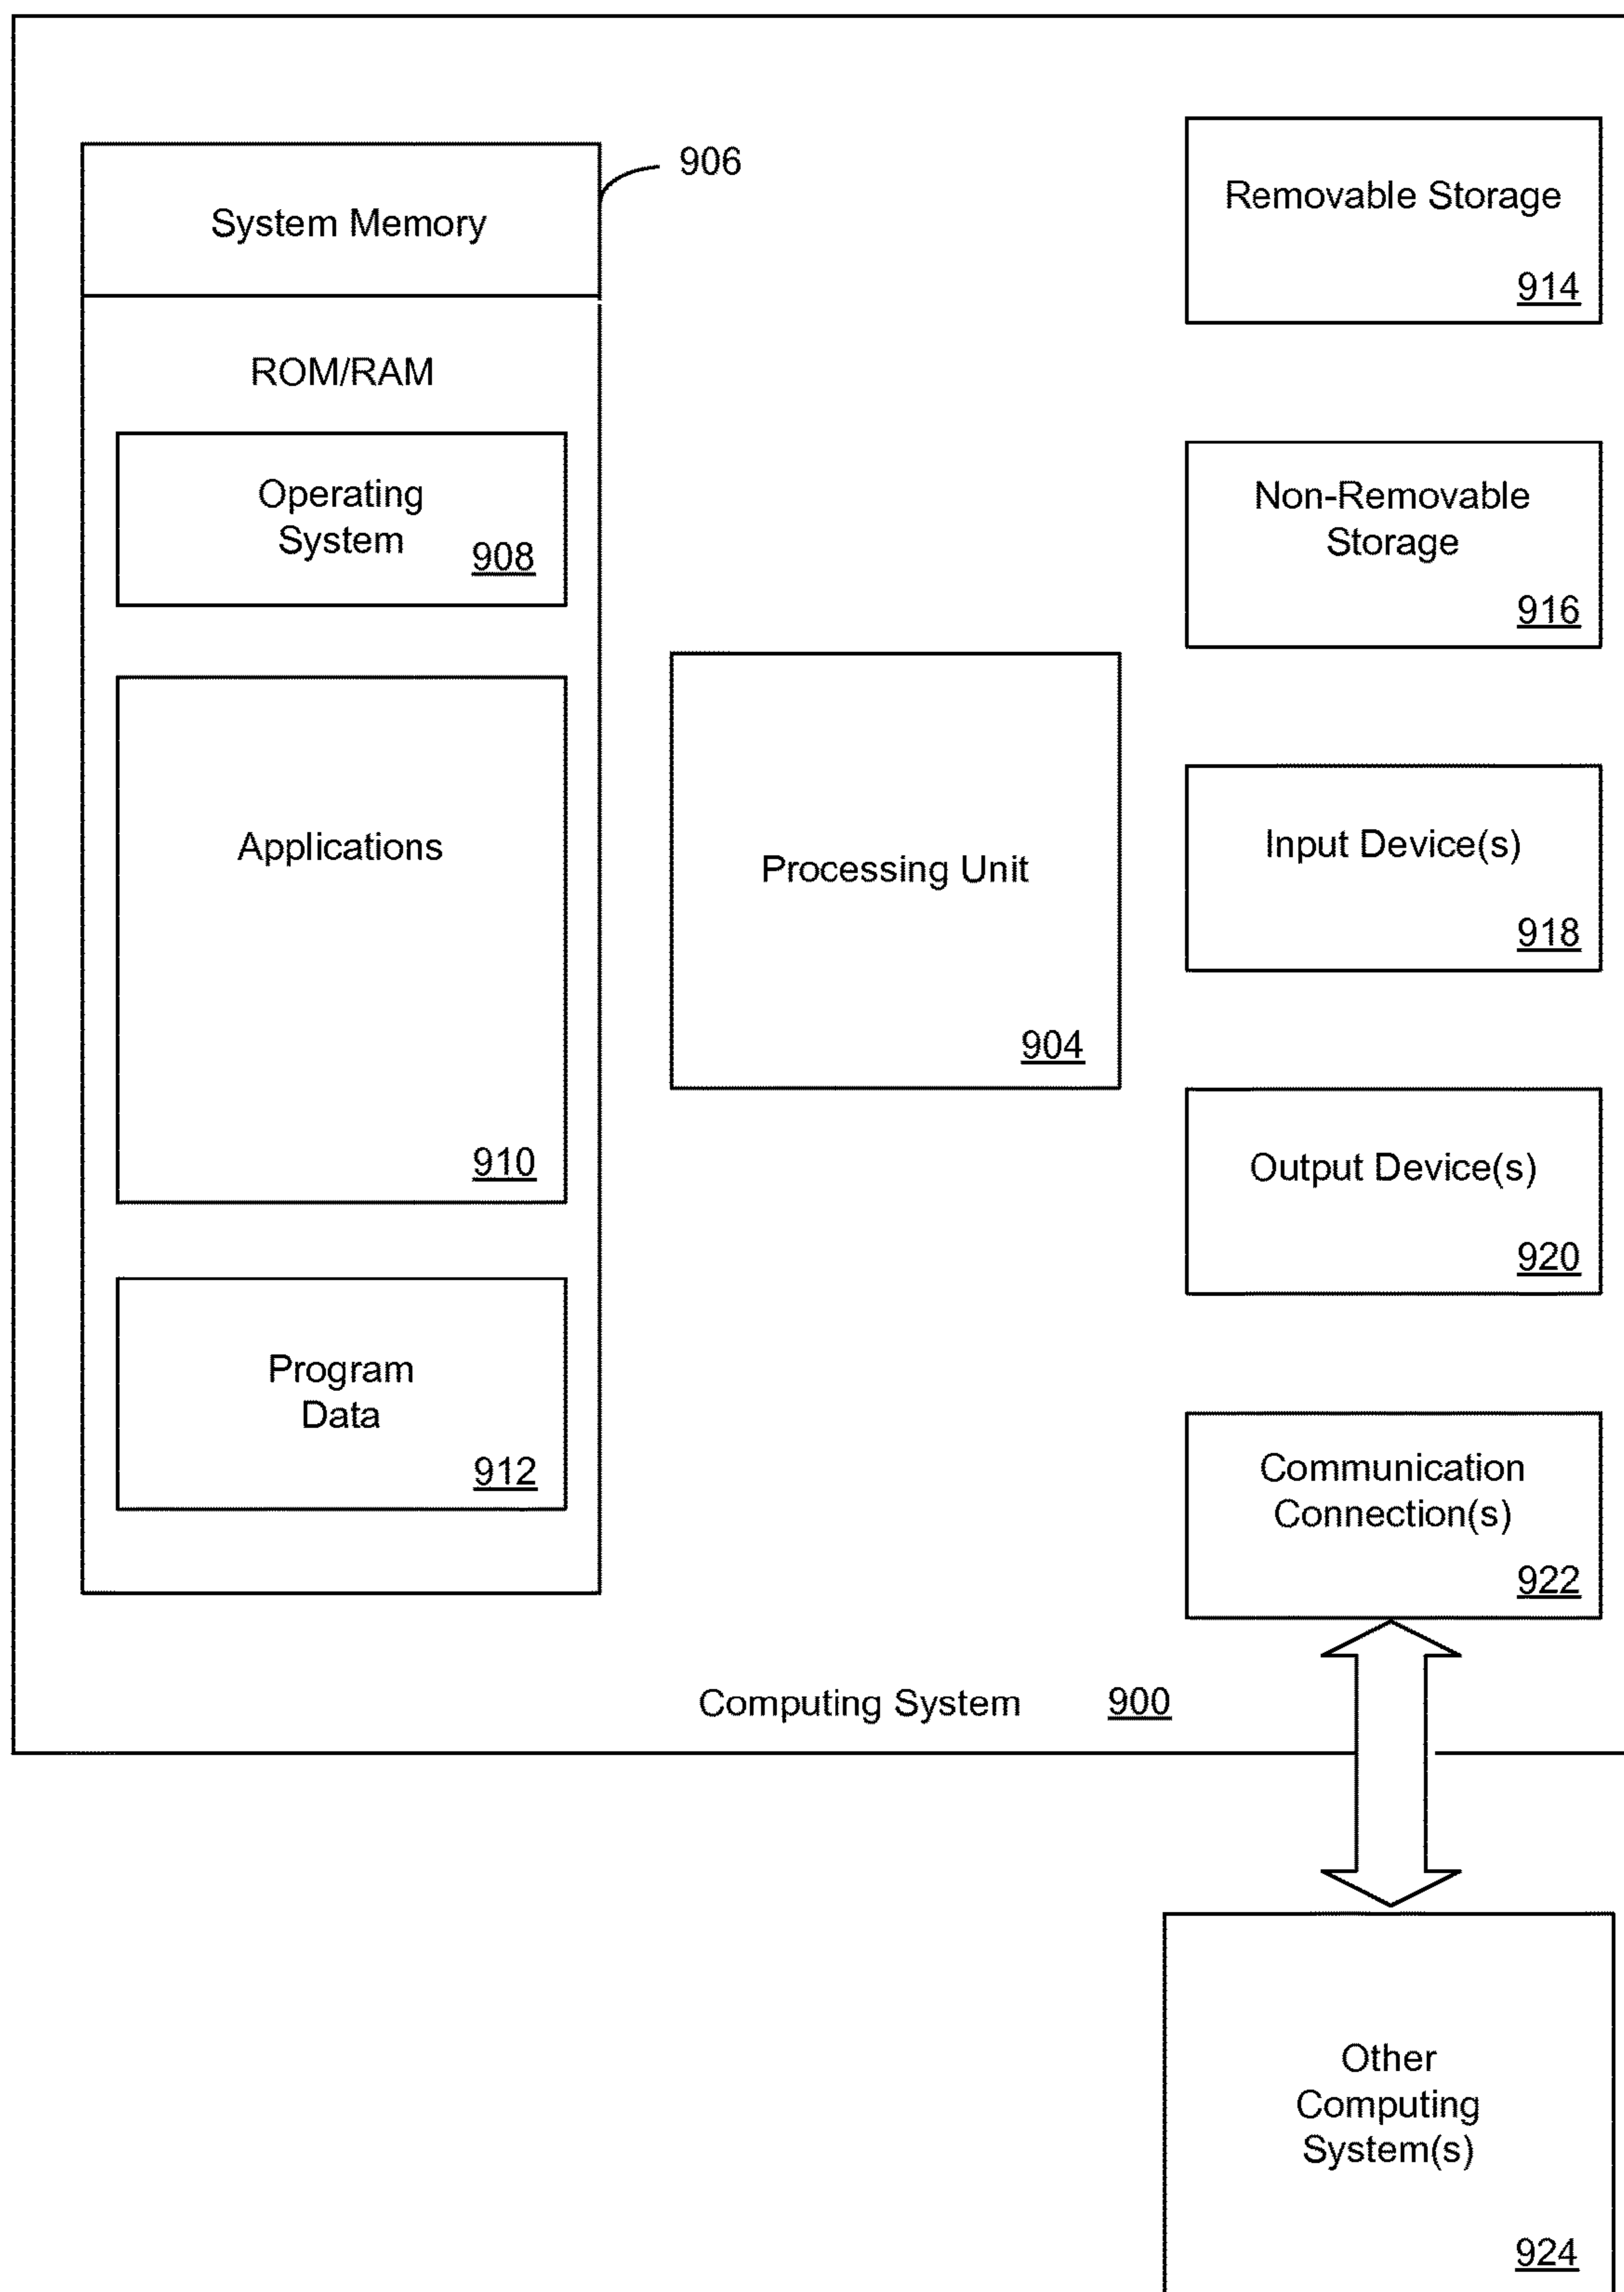 906
System Memory
ROM/RAM
Operating
System
908
Applications
910
Program
Data
912
Processing Unit
904
Removable Storage
914
Non-Removable
Storage
916
Input Device(s)
918
Output Device(s)
920
Communication
Connection(s)
922
Computing System 900
Other
Computing
System(s)
924